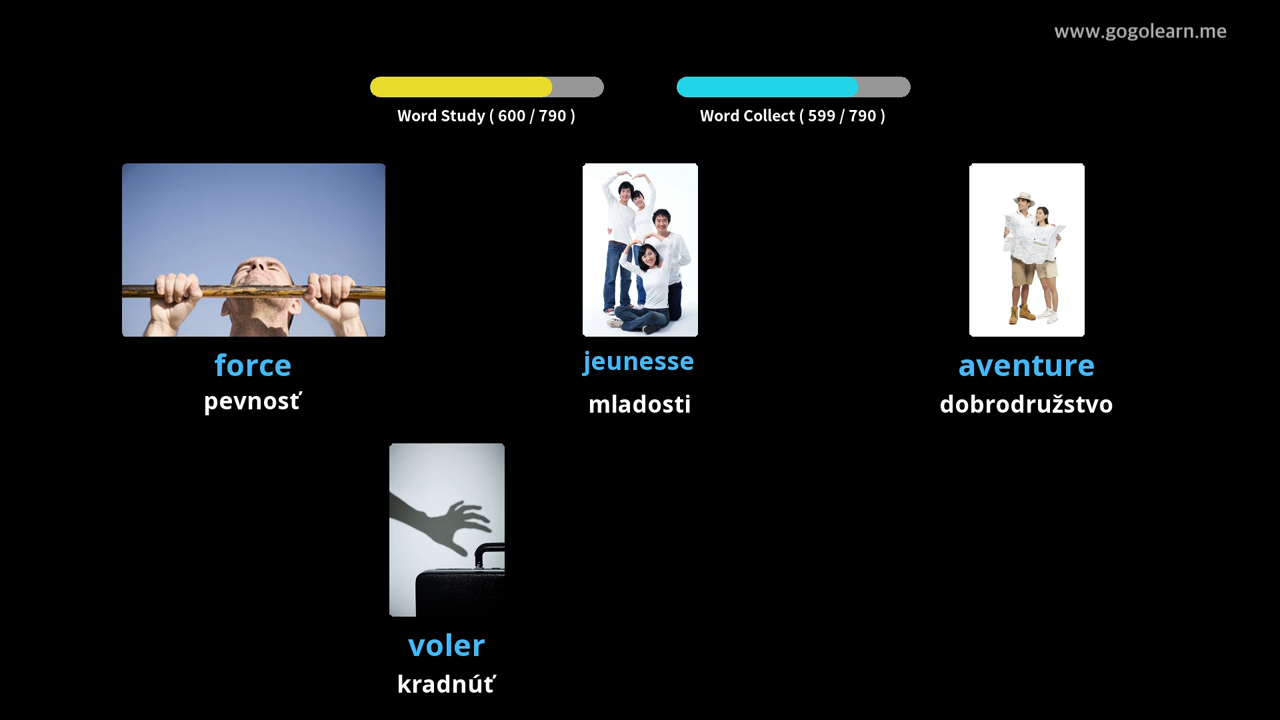 www.gogolearn.me
Word Study ( 600 / 790 )
Word Collect ( 599 / 790 )
force
pevnosť
jeunesse
mladosti
aventure
dobrodružstvo
voler
kradnúť